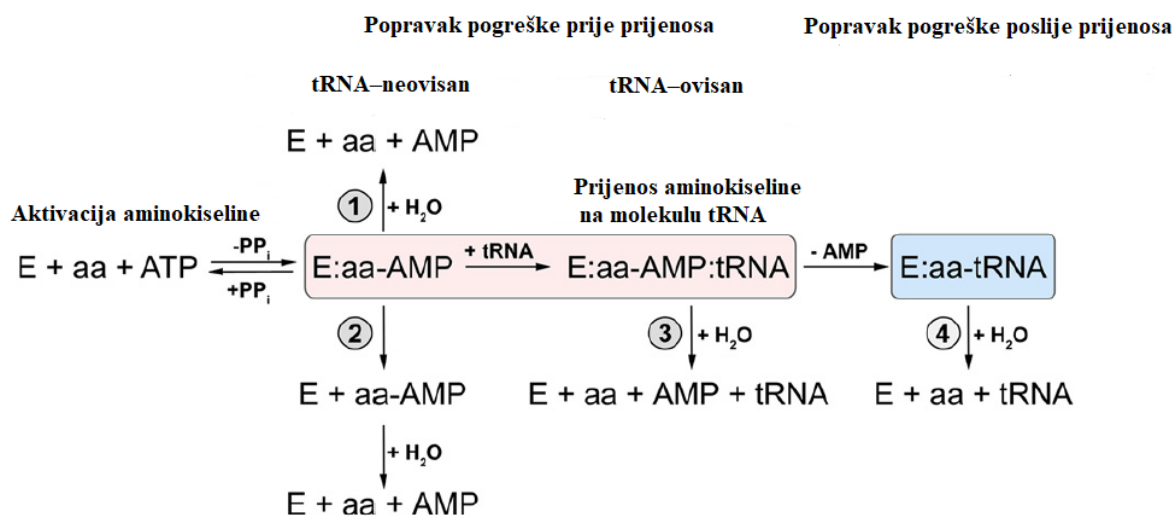 Popravak pogreške prije prijenosa
Popravak pogreške poslije prijenosa
tRNA–neovisan
tRNA–ovisan
E + aa + AMP
1
+ H₂O
Prijenos aminokiseline
na molekulu tRNA
Aktivacija aminokiseline
E + aa + ATP
-PPᵢ
+PPᵢ
E:aa-AMP
+ tRNA
E:aa-AMP:tRNA
- AMP
E:aa-tRNA
2
3
+ H₂O
4
+ H₂O
E + aa-AMP
E + aa + AMP + tRNA
E + aa + tRNA
+ H₂O
E + aa + AMP